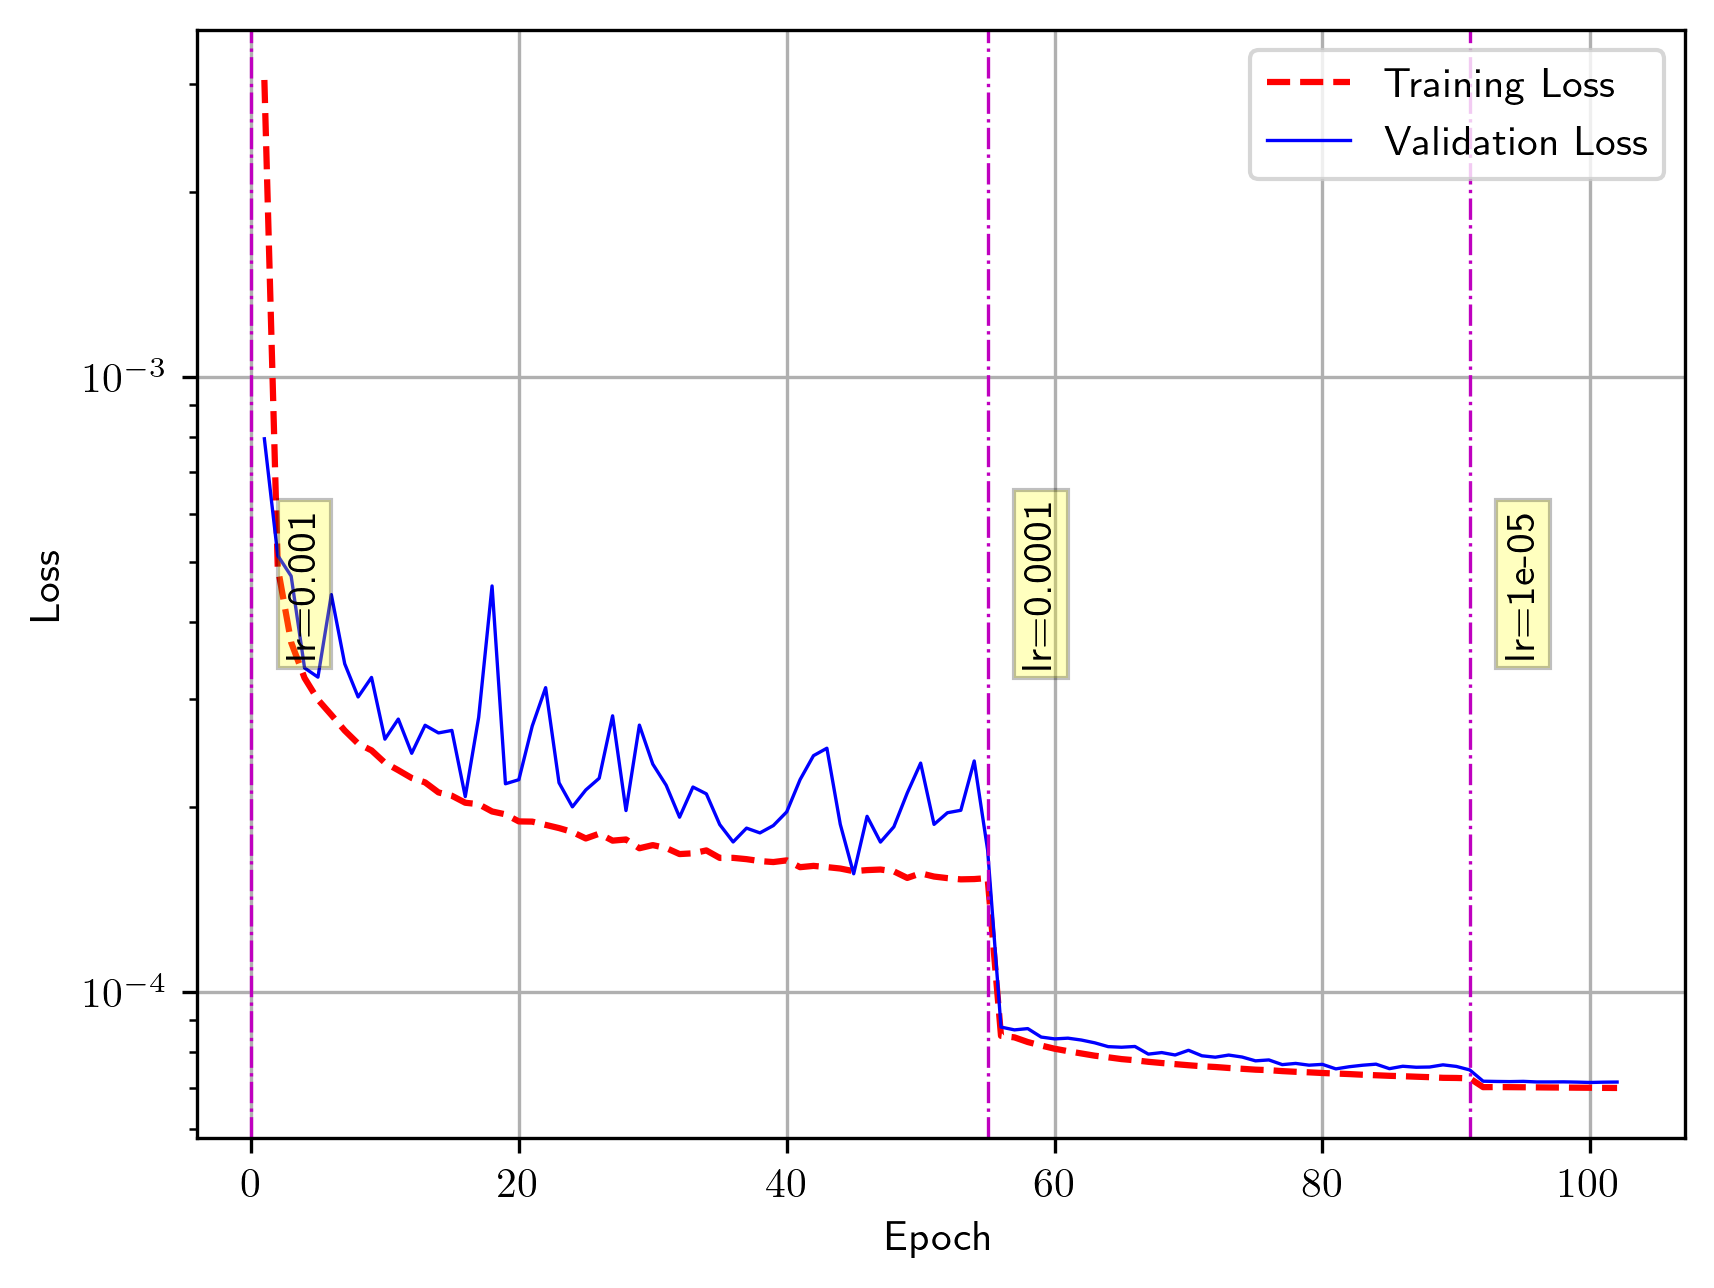 Training Loss
Validation Loss
10⁻³
10⁻⁴
Loss
lr=0.001
lr=0.0001
lr=1e-05
0 20 40 60 80 100
Epoch